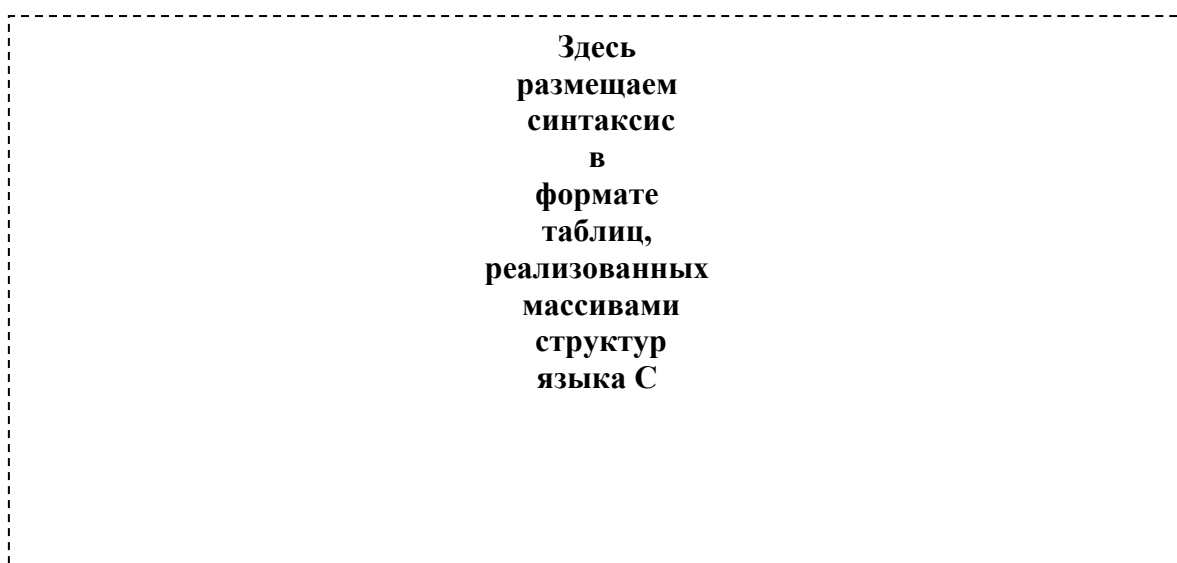 Здесь
размещаем
синтаксис
в
формате
таблиц,
реализованных
массивами
структур
языка С